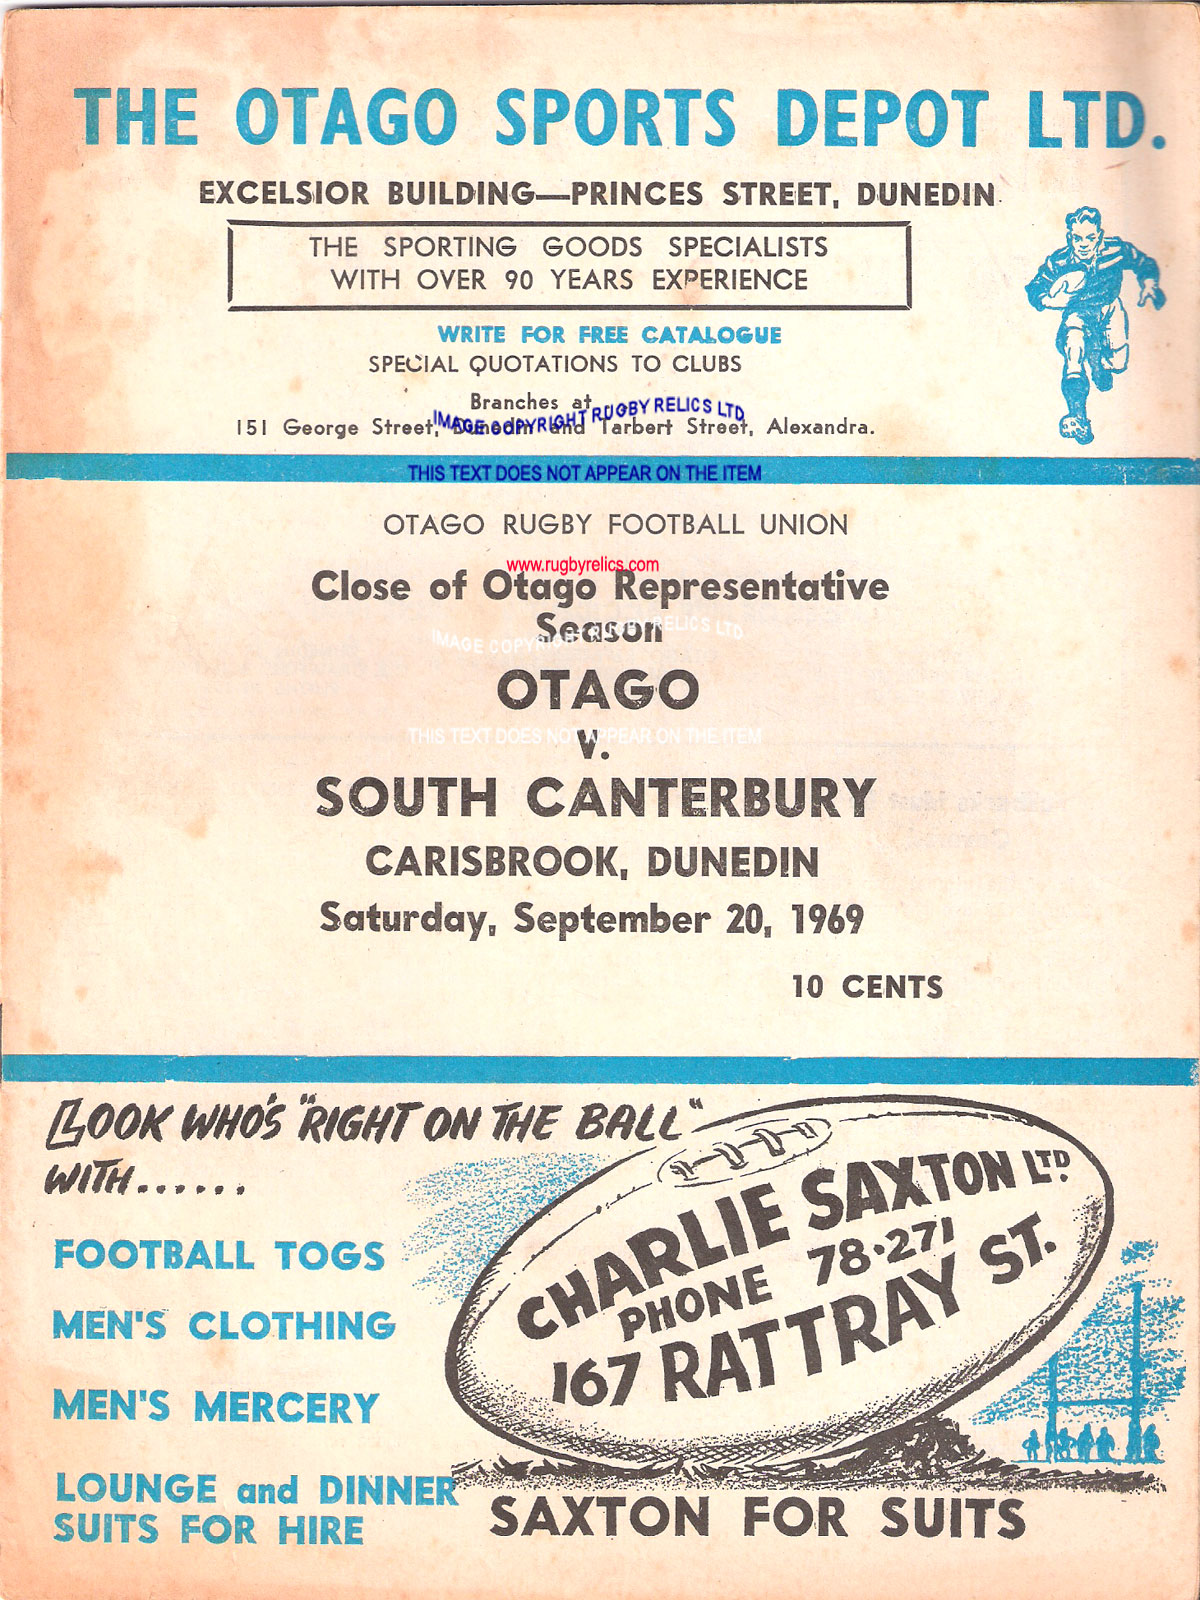 THE OTAGO SPORTS DEPOT LTD.
EXCELSIOR BUILDING—PRINCES STREET, DUNEDIN
THE SPORTING GOODS SPECIALISTS
WITH OVER 90 YEARS EXPERIENCE
WRITE FOR FREE CATALOGUE
SPECIAL QUOTATIONS TO CLUBS
Branches at
151 George Street, Dunedin and Tarbert Street, Alexandra.
IMAGE COPYRIGHT RUGBY RELICS LTD
THIS TEXT DOES NOT APPEAR ON THE ITEM
OTAGO RUGBY FOOTBALL UNION
www.rugbyrelics.com
Close of Otago Representative
Season
IMAGE COPYRIGHT RUGBY RELICS LTD
OTAGO
THIS TEXT DOES NOT APPEAR ON THE ITEM
v.
SOUTH CANTERBURY
CARISBROOK, DUNEDIN
Saturday, September 20, 1969
10 CENTS
LOOK WHO'S "RIGHT ON THE BALL"
WITH......
FOOTBALL TOGS
MEN'S CLOTHING
MEN'S MERCERY
LOUNGE and DINNER
SUITS FOR HIRE
CHARLIE SAXTON LTD.
PHONE 78·271
167 RATTRAY ST.
SAXTON FOR SUITS